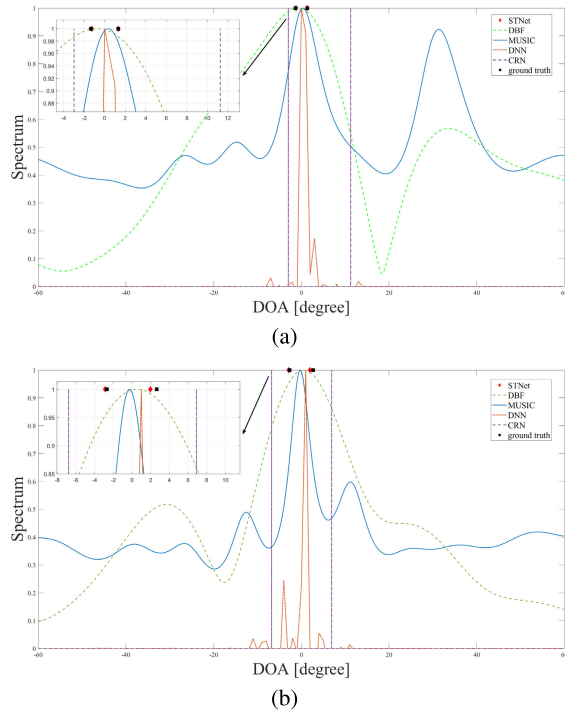 1
0.98
0.96
0.94
0.92
0.9
0.88
-4 -2 0 2 4 6 8 10 12
STNet
DBF
MUSIC
DNN
CRN
ground truth
Spectrum
1
0.9
0.8
0.7
0.6
0.5
0.4
0.3
0.2
0.1
0
-60 -40 -20 0 20 40 60
DOA [degree]
(a)
1
0.95
0.9
0.85
-8 -6 -4 -2 0 2 4 6 8 10
STNet
DBF
MUSIC
DNN
CRN
ground truth
Spectrum
1
0.9
0.8
0.7
0.6
0.5
0.4
0.3
0.2
0.1
0
-60 -40 -20 0 20 40 60
DOA [degree]
(b)